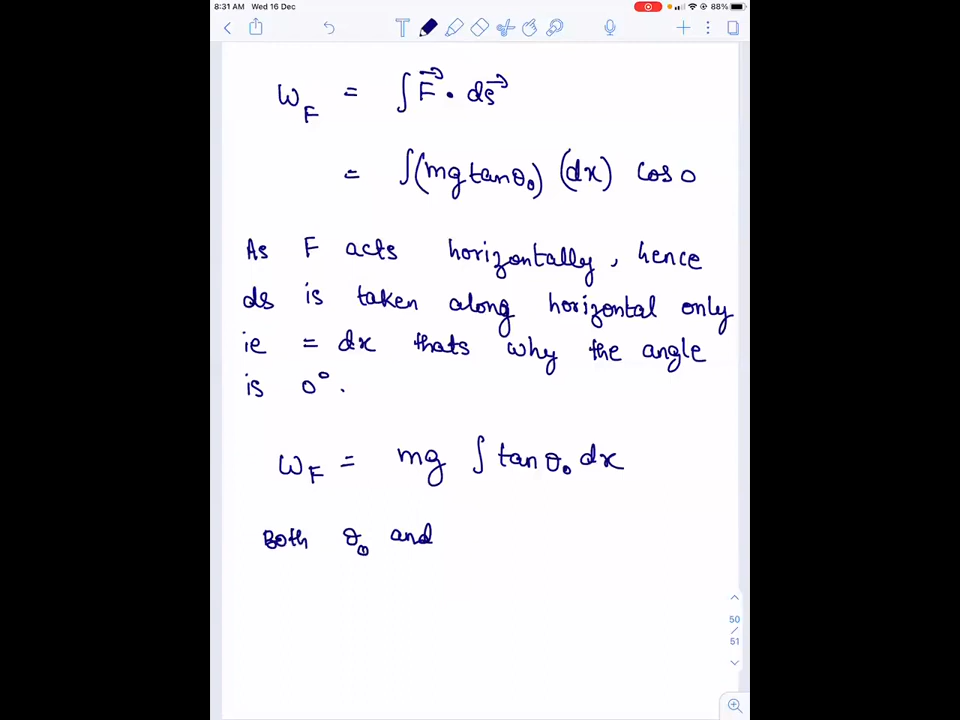 8:31 AM Wed 16 Dec 88%
W_F = ∫ F⃗ · ds⃗
= ∫(mg tanθ₀) (dx) cos 0
As F acts horizontally, hence
ds is taken along horizontal only
ie = dx thats why the angle
is 0°.
W_F = mg ∫ tanθ₀ dx
Both θ₀ and
50
/
51